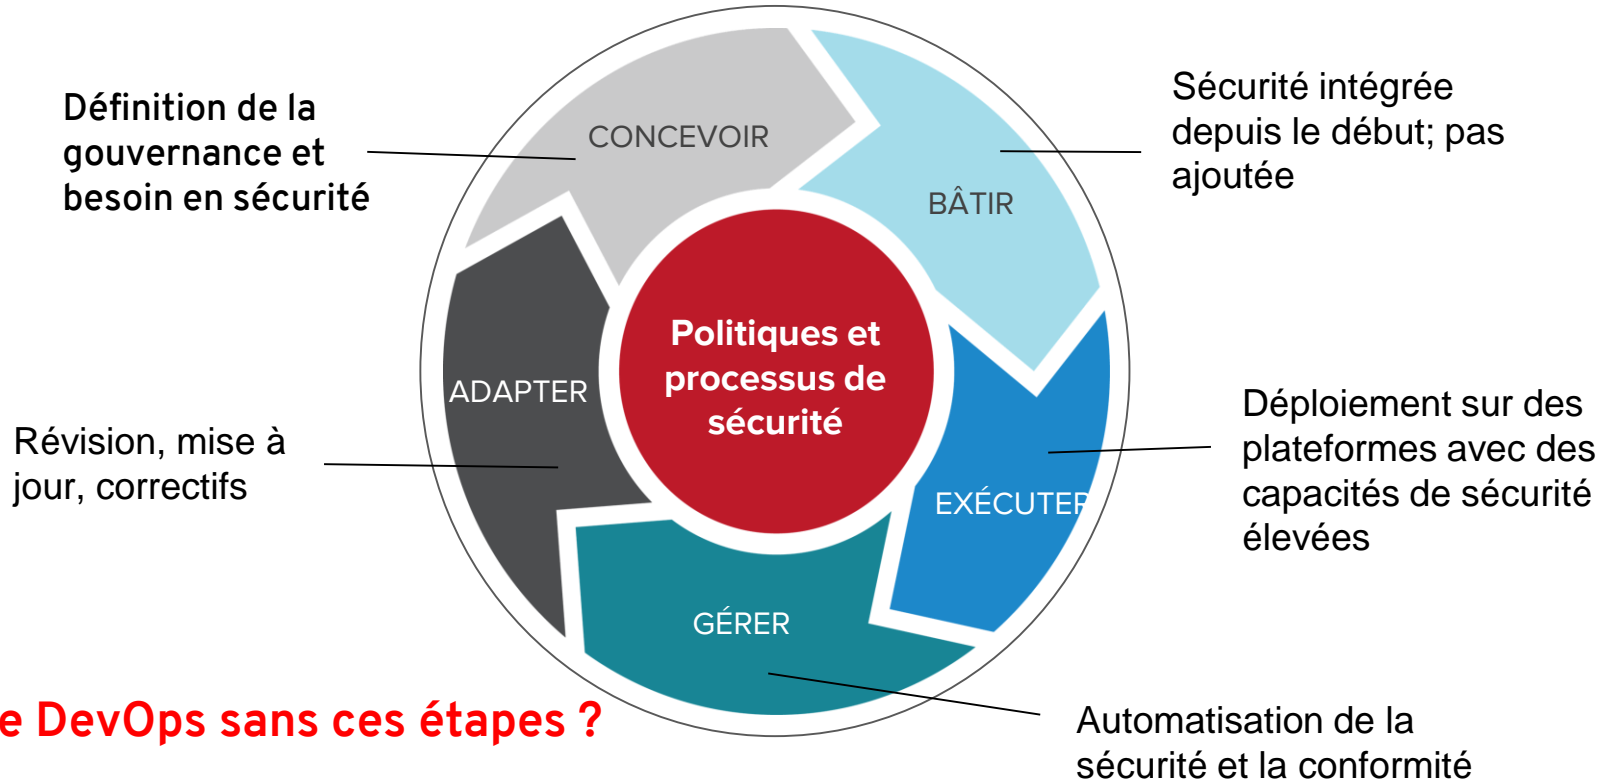 Définition de la
gouvernance et
besoin en sécurité
CONCEVOIR
Sécurité intégrée
depuis le début; pas
ajoutée
BÂTIR
Politiques et
processus de
sécurité
ADAPTER
Révision, mise à
jour, correctifs
Déploiement sur des
plateformes avec des
capacités de sécurité
élevées
EXÉCUTER
GÉRER
e DevOps sans ces étapes ?
Automatisation de la
sécurité et la conformité